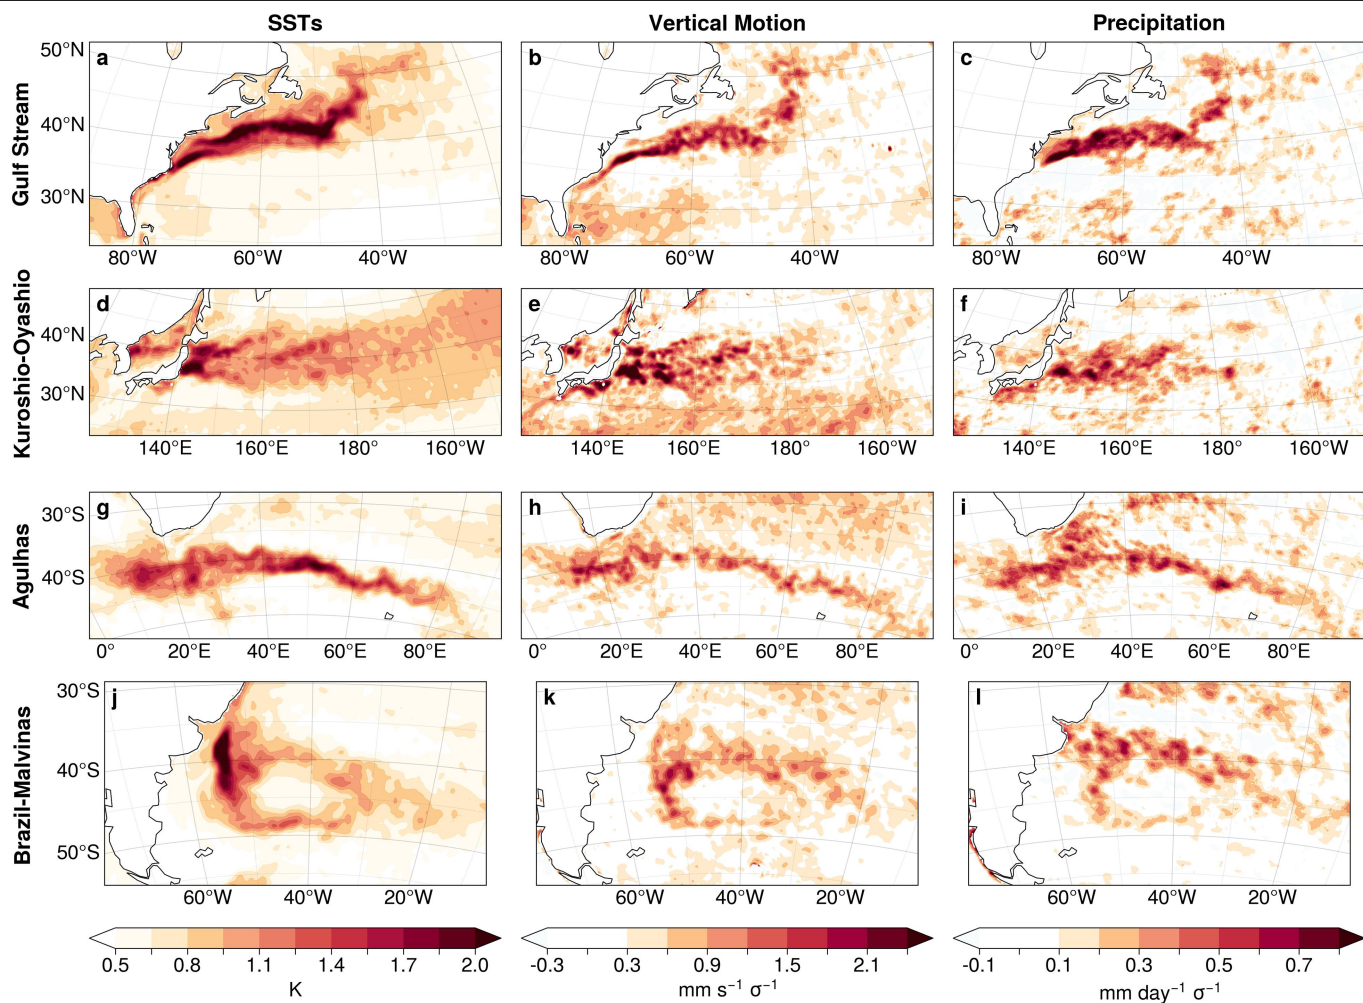 SSTs Vertical Motion Precipitation
Gulf Stream
a b c
50°N
40°N
30°N
80°W 60°W 40°W 80°W 60°W 40°W 80°W 60°W 40°W
Kuroshio-Oyashio
d e f
40°N
30°N
140°E 160°E 180° 160°W 140°E 160°E 180° 160°W 140°E 160°E 180° 160°W
Agulhas
g h i
30°S
40°S
0° 20°E 40°E 60°E 80°E 0° 20°E 40°E 60°E 80°E 0° 20°E 40°E 60°E 80°E
Brazil-Malvinas
j k l
30°S
40°S
50°S
60°W 40°W 20°W 60°W 40°W 20°W 60°W 40°W 20°W
0.5 0.8 1.1 1.4 1.7 2.0 -0.3 0.3 0.9 1.5 2.1 -0.1 0.1 0.3 0.5 0.7
K mm s⁻¹ σ⁻¹ mm day⁻¹ σ⁻¹